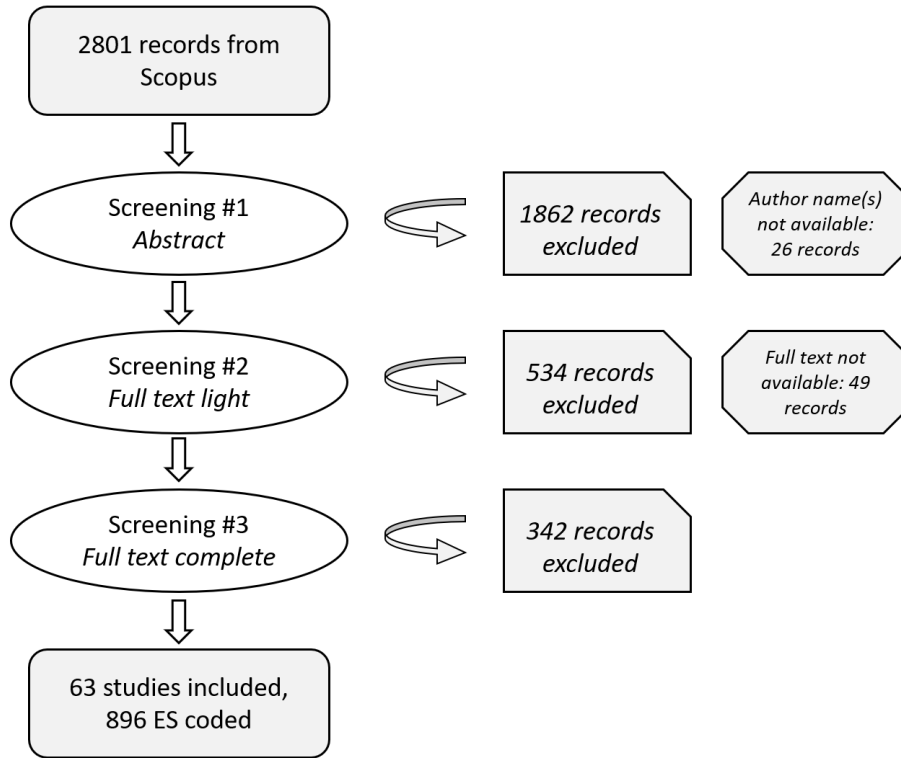 2801 records from
Scopus
Screening #1
Abstract
1862 records
excluded
Author name(s)
not available:
26 records
Screening #2
Full text light
534 records
excluded
Full text not
available: 49
records
Screening #3
Full text complete
342 records
excluded
63 studies included,
896 ES coded